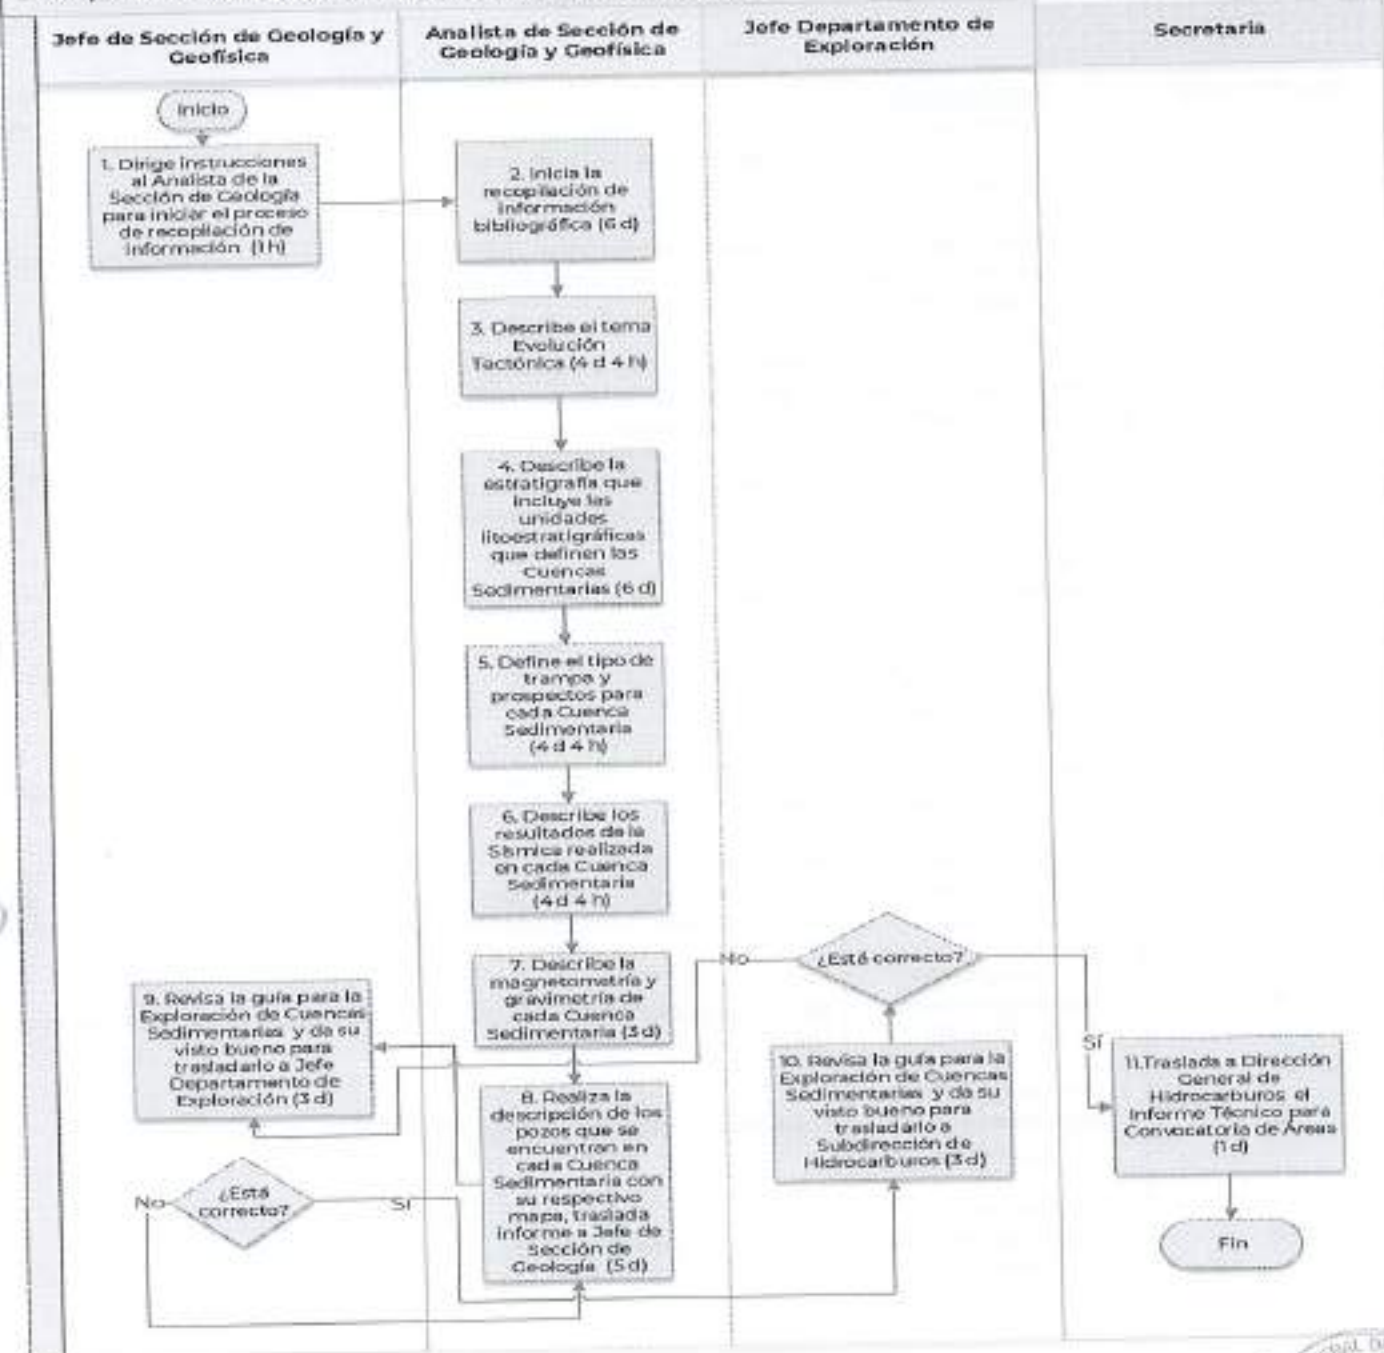 Jefe de Sección de Geología y
Geofísica
Analista de Sección de
Geología y Geofísica
Jefe Departamento de
Exploración
Secretaria
Inicio
1. Dirige instrucciones
al Analista de la
Sección de Geología
para iniciar el proceso
de recopilación de
información (1 h)
2. Inicia la
recopilación de
información
bibliográfica (6 d)
3. Describe el tema
Evolución
Tectónica (4 d 4 h)
4. Describe la
estratigrafía que
incluye las
unidades
litoestratigráficas
que definen las
Cuencas
Sedimentarias (6 d)
5. Define el tipo de
trampa y
prospectos para
cada Cuenca
Sedimentaria
(4 d 4 h)
6. Describe los
resultados de la
Sísmica realizada
en cada Cuenca
Sedimentaria
(4 d 4 h)
7. Describe la
magnetometría y
gravimetría de
cada Cuenca
Sedimentaria (3 d)
8. Realiza la
descripción de los
pozos que se
encuentran en
cada Cuenca
Sedimentaria con
su respectivo
mapa, traslada
informe a Jefe de
Sección de
Geología (5 d)
9. Revisa la guía para la
Exploración de Cuencas
Sedimentarias y da su
visto bueno para
trasladarlo a Jefe
Departamento de
Exploración (3 d)
¿Está
correcto?
No
Sí
10. Revisa la guía para la
Exploración de Cuencas
Sedimentarias y da su
visto bueno para
trasladarlo a
Subdirección de
Hidrocarburos (3 d)
¿Está correcto?
No
Sí
11.Traslada a Dirección
General de
Hidrocarburos el
Informe Técnico para
Convocatoria de Áreas
(1 d)
Fin